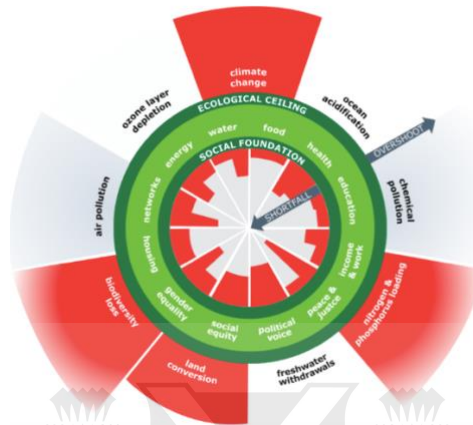 climate
change
ECOLOGICAL CEILING
ozone layer
depletion
ocean
acidification
OVERSHOOT
water
food
energy
health
SOCIAL FOUNDATION
networks
education
SHORTFALL
air pollution
chemical
pollution
housing
income
& work
gender
equality
peace &
justce
social
equity
political
voice
biodiversity
loss
nitrogen &
phosphorus loading
land
conversion
freshwater
withdrawals